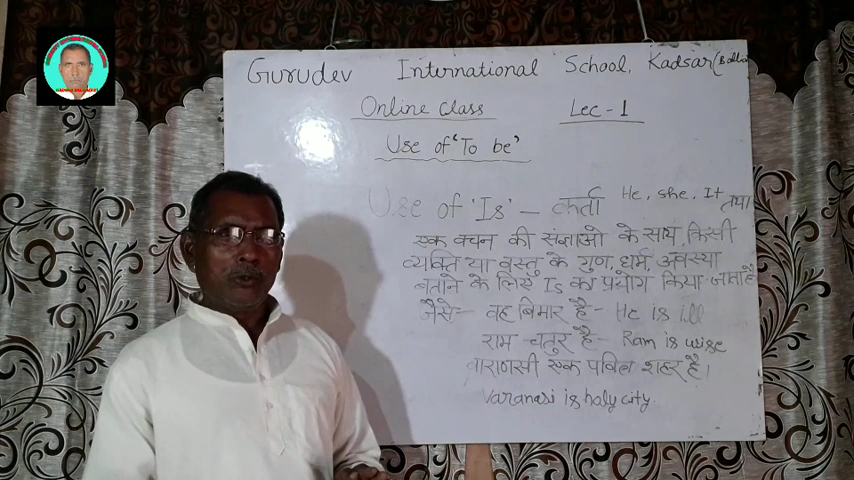 Gurudev International School, Kadsar (Balli
Online Class Lec - 1
Use of 'To be'
Use of 'Is' - कर्ता He, she, It तथा
एक वचन की संज्ञाओ के साथ, किसी
व्यक्ति या वस्तु के गुण, धर्म, अवस्था
बताने के लिए Is का प्रयोग किया जाता है
जैसे- वह बिमार है - He is ill
राम चतुर है - Ram is wise
वाराणसी एक पवित्र शहर है।
Varanasi is holy city.